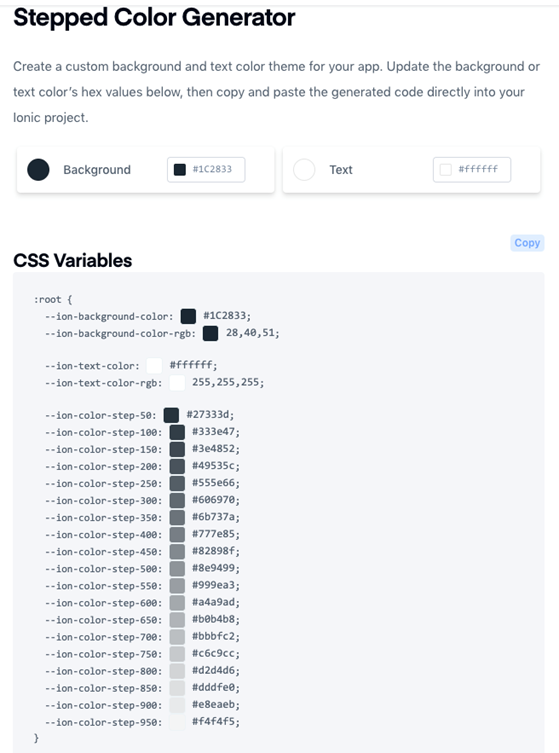 Stepped Color Generator
Create a custom background and text color theme for your app. Update the background or
text color's hex values below, then copy and paste the generated code directly into your
Ionic project.
Background #1C2833 Text #ffffff
Copy
CSS Variables
:root {
--ion-background-color: #1C2833;
--ion-background-color-rgb: 28,40,51;
--ion-text-color: #ffffff;
--ion-text-color-rgb: 255,255,255;
--ion-color-step-50: #27333d;
--ion-color-step-100: #333e47;
--ion-color-step-150: #3e4852;
--ion-color-step-200: #49535c;
--ion-color-step-250: #555e66;
--ion-color-step-300: #606970;
--ion-color-step-350: #6b737a;
--ion-color-step-400: #777e85;
--ion-color-step-450: #82898f;
--ion-color-step-500: #8e9499;
--ion-color-step-550: #999ea3;
--ion-color-step-600: #a4a9ad;
--ion-color-step-650: #b0b4b8;
--ion-color-step-700: #bbbfc2;
--ion-color-step-750: #c6c9cc;
--ion-color-step-800: #d2d4d6;
--ion-color-step-850: #dddfe0;
--ion-color-step-900: #e8eaeb;
--ion-color-step-950: #f4f4f5;
}